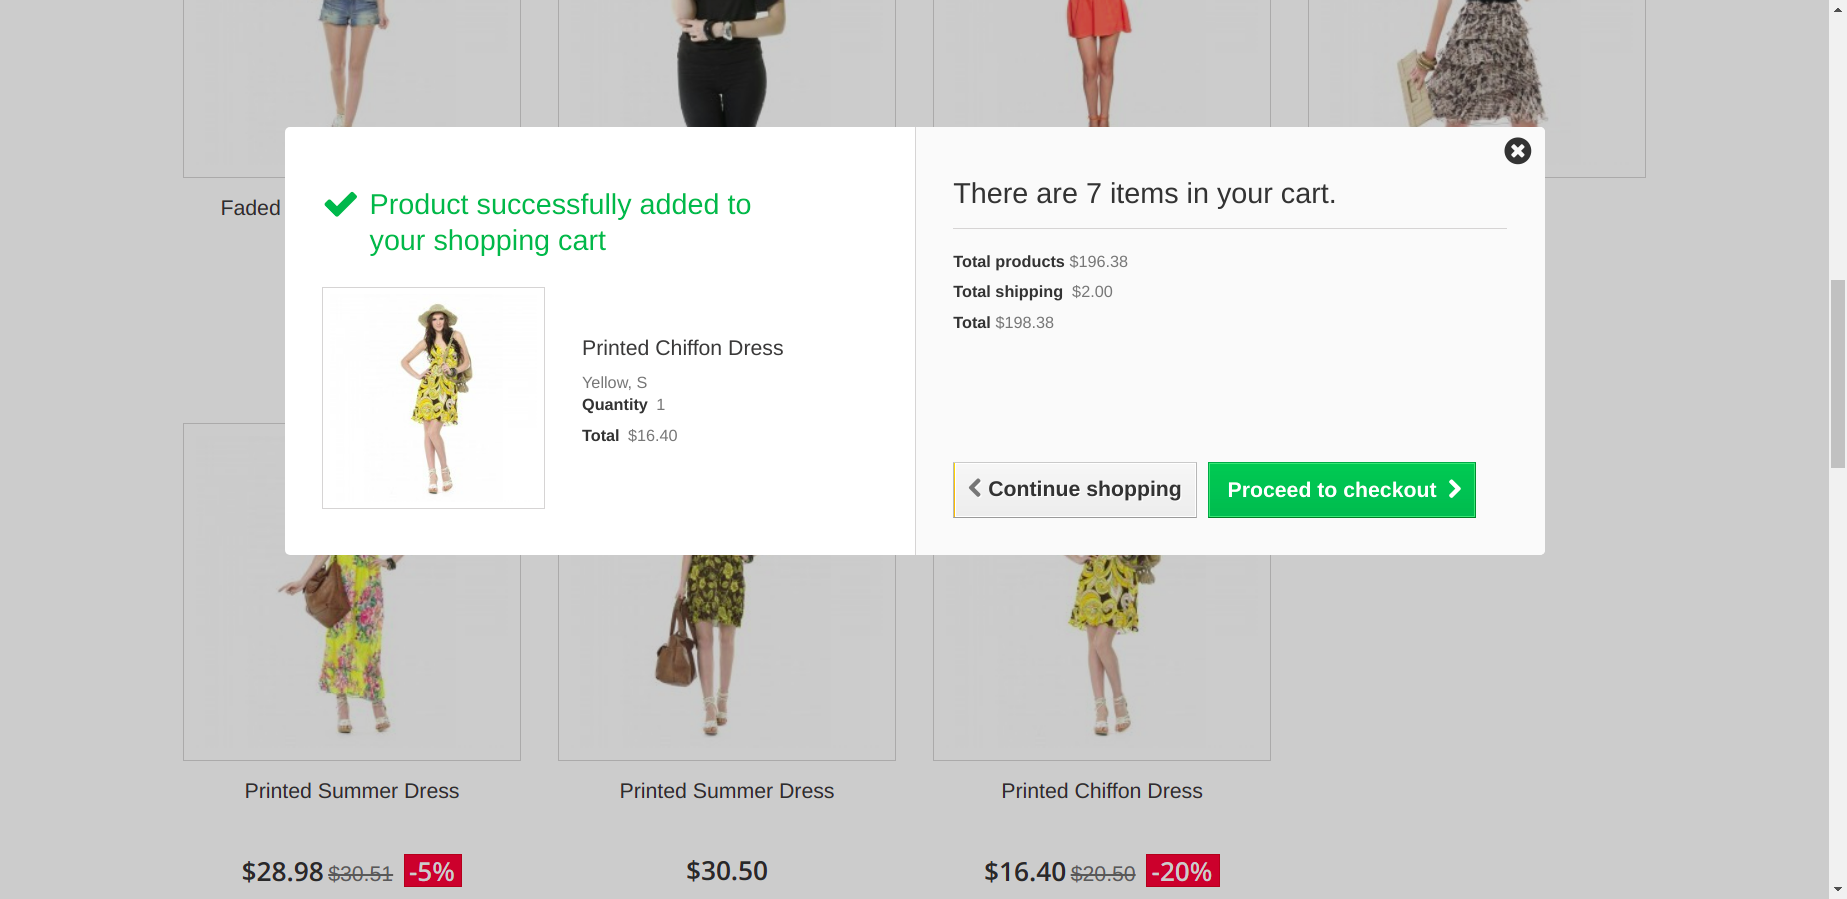 Faded
Product successfully added to
your shopping cart
Printed Chiffon Dress
Yellow, S
Quantity 1
Total $16.40
There are 7 items in your cart.
Total products $196.38
Total shipping $2.00
Total $198.38
Continue shopping
Proceed to checkout
Printed Summer Dress
Printed Summer Dress
Printed Chiffon Dress
$28.98 $30.51 -5%
$30.50
$16.40 $20.50 -20%